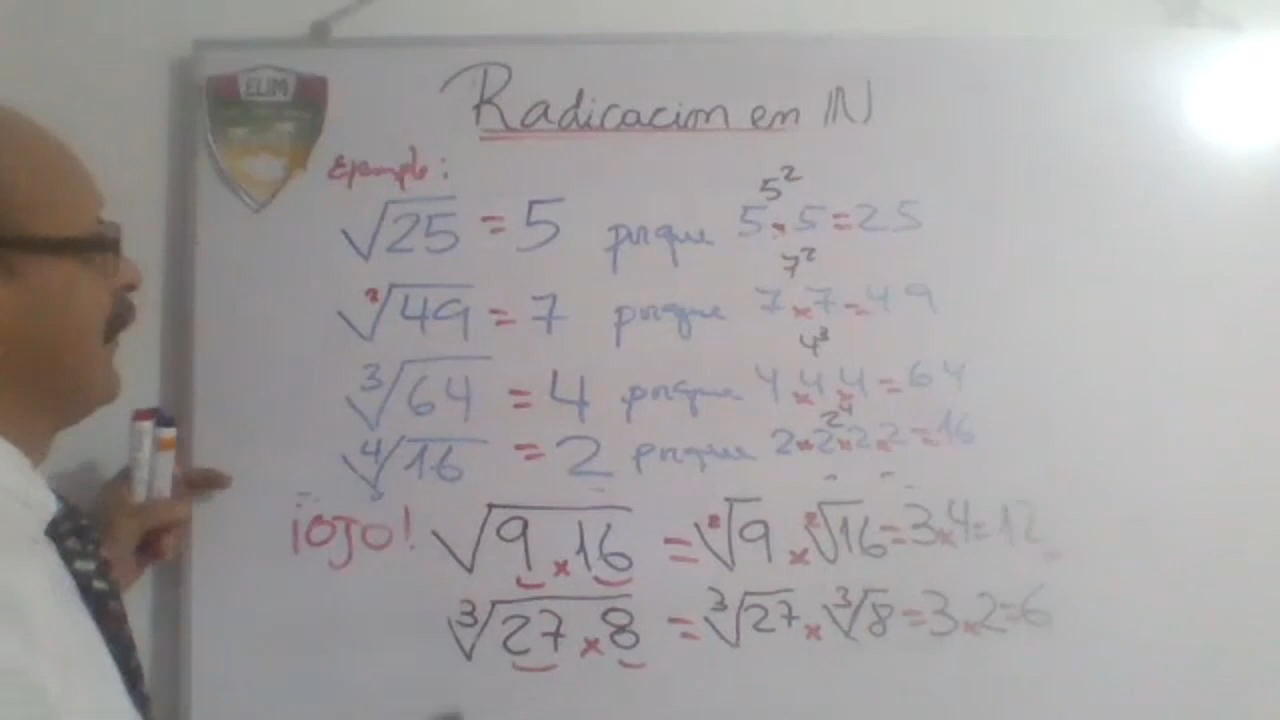 ELIM
Radicación en ℕ
Ejemplo:
√25 = 5 porque 5×5=25
5²
²√49 = 7 porque 7×7=49
7²
³√64 = 4 porque 4×4×4=64
4³
⁴√16 = 2 porque 2×2×2×2=16
2⁴
¡OJO! √9×16 = ²√9 × ²√16 = 3×4=12
³√27×8 = ³√27 × ³√8 = 3×2=6